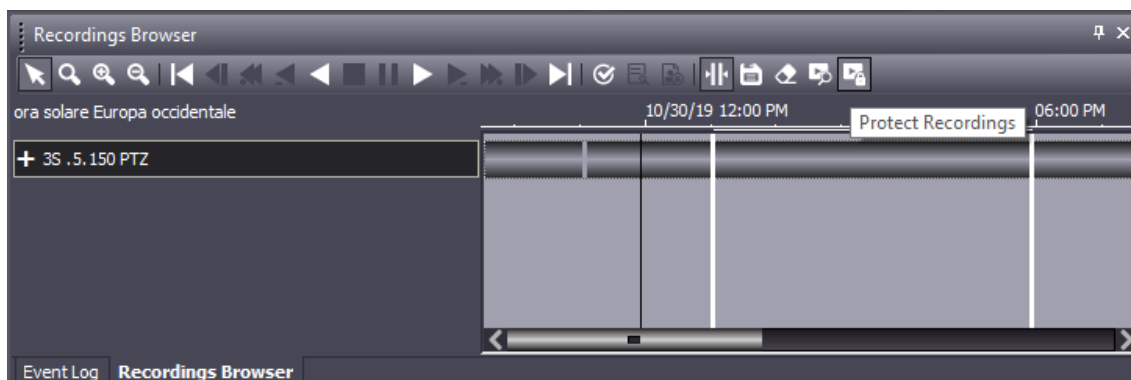 Recordings Browser
ora solare Europa occidentale
10/30/19 12:00 PM
06:00 PM
Protect Recordings
3S .5.150 PTZ
Event Log
Recordings Browser